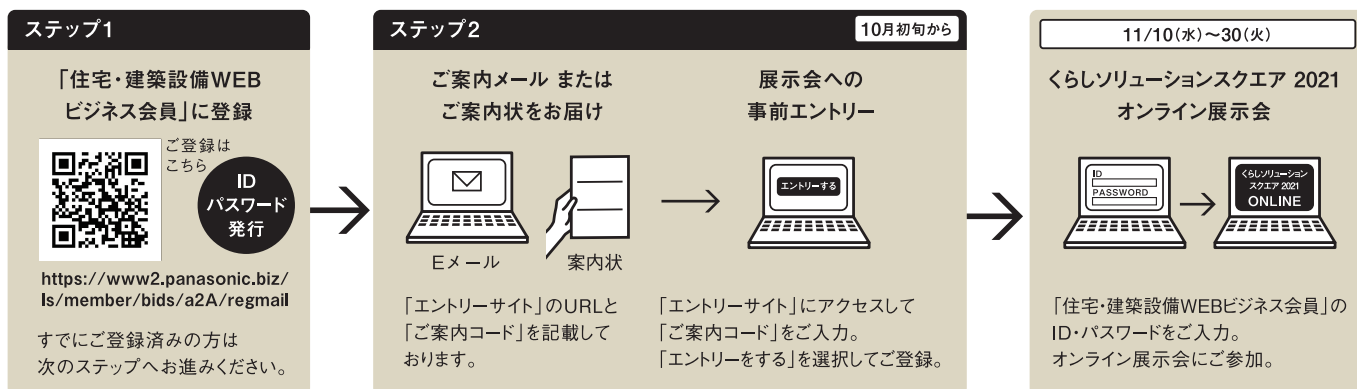 ステップ1
「住宅・建築設備WEB
ビジネス会員」に登録
ご登録は
こちら
ID
パスワード
発行
https://www2.panasonic.biz/
ls/member/bids/a2A/regmail
すでにご登録済みの方は
次のステップへお進みください。
ステップ2
10月初旬から
ご案内メール または
ご案内状をお届け
Eメール
案内状
「エントリーサイト」のURLと
「ご案内コード」を記載して
おります。
展示会への
事前エントリー
エントリーする
「エントリーサイト」にアクセスして
「ご案内コード」をご入力。
「エントリーをする」を選択してご登録。
11/10(水)〜30(火)
くらしソリューションスクエア 2021
オンライン展示会
ID
PASSWORD
くらしソリューション
スクエア 2021
ONLINE
「住宅・建築設備WEBビジネス会員」の
ID・パスワードをご入力。
オンライン展示会にご参加。